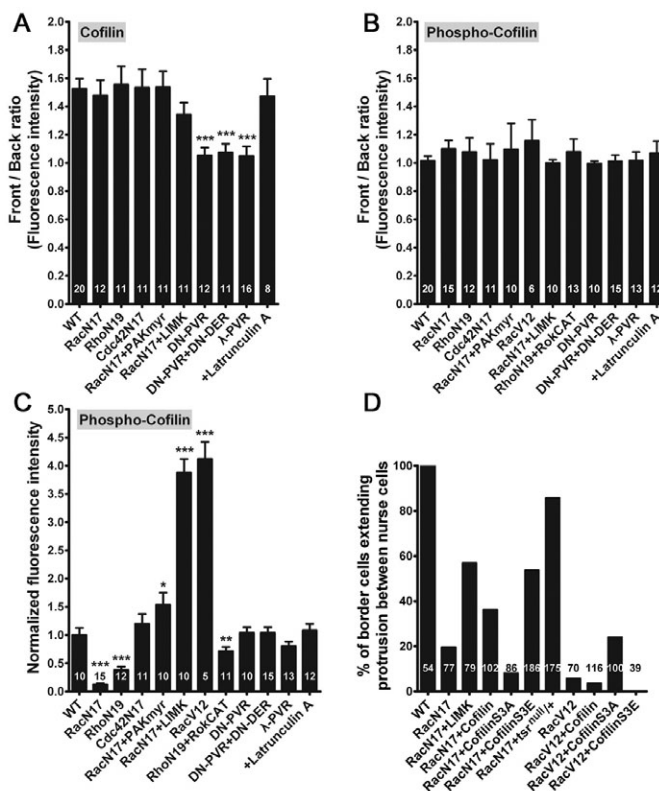 A
Cofilin
Front / Back ratio
(Fluorescence intensity)
1.8
1.6
1.4
1.2
1.0
0.8
0.6
0.4
0.2
0.0
*** *** ***
20 12 11 11 11 11 12 11 16 8
WT
RacN17
RhoN19
Cdc42N17
RacN17+PAKmyr
RacN17+LIMK
DN-PVR
DN-PVR+DN-DER
λ-PVR
+Latrunculin A
B
Phospho-Cofilin
Front / Back ratio
(Fluorescence intensity)
1.8
1.6
1.4
1.2
1.0
0.8
0.6
0.4
0.2
0.0
20 15 12 11 10 6 10 13 10 15 13 12
WT
RacN17
RhoN19
Cdc42N17
RacN17+PAKmyr
RacV12
RacN17+LIMK
RhoN19+RokCAT
DN-PVR
DN-PVR+DN-DER
λ-PVR
+Latrunculin A
C
Phospho-Cofilin
Normalized fluorescence intensity
5.0
4.5
4.0
3.5
3.0
2.5
2.0
1.5
1.0
0.5
0.0
*** *** * *** *** **
10 15 12 11 10 10 5 11 10 15 13 12
WT
RacN17
RhoN19
Cdc42N17
RacN17+PAKmyr
RacN17+LIMK
RacV12
RhoN19+RokCAT
DN-PVR
DN-PVR+DN-DER
λ-PVR
+Latrunculin A
D
% of border cells extending
protrusion between nurse cells
100
80
60
40
20
0
54 77 79 102 86 186 175 70 116 100 39
WT
RacN17
RacN17+LIMK
RacN17+Cofilin
RacN17+CofilinS3A
RacN17+CofilinS3E
RacN17+tsrnull/+
RacV12
RacV12+Cofilin
RacV12+CofilinS3A
RacV12+CofilinS3E